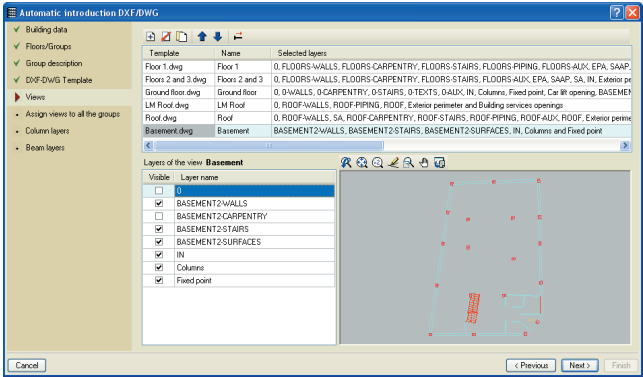 Automatic introduction DXF/DWG
Building data
Floors/Groups
Group description
DXF-DWG Template
Views
Assign views to all the groups
Column layers
Beam layers
Template Name Selected layers
Floor 1.dwg Floor 1 0, FLOORS-WALLS, FLOORS-CARPENTRY, FLOORS-STAIRS, FLOORS-PIPING, FLOORS-AUX, EPA, SAAP,
Floors 2 and 3.dwg Floors 2 and 3 0, FLOORS-WALLS, FLOORS-CARPENTRY, FLOORS-STAIRS, FLOORS-AUX, EPA, SAAP, SA, IN, Exterior pe
Ground floor.dwg Ground floor 0, 0-WALLS, 0-CARPENTRY, 0-STAIRS, 0-TEXTS, 0-AUX, IN, Columns, Fixed point, Car lift opening, BASEMEN
LM Roof.dwg LM Roof 0, ROOF-WALLS, ROOF-PIPING, ROOF, Exterior perimeter and Building services openings
Roof.dwg Roof 0, ROOF-WALLS, SA, ROOF-CARPENTRY, ROOF-STAIRS, ROOF-PIPING, ROOF-AUX, ROOF, Exterior perime
Basement.dwg Basement BASEMENT2-WALLS, BASEMENT2-STAIRS, BASEMENT2-SURFACES, IN, Columns and Fixed point
Layers of the view Basement
Visible Layer name
0
BASEMENT2-WALLS
BASEMENT2-CARPENTRY
BASEMENT2-STAIRS
BASEMENT2-SURFACES
IN
Columns
Fixed point
Cancel
< Previous
Next >
Finish